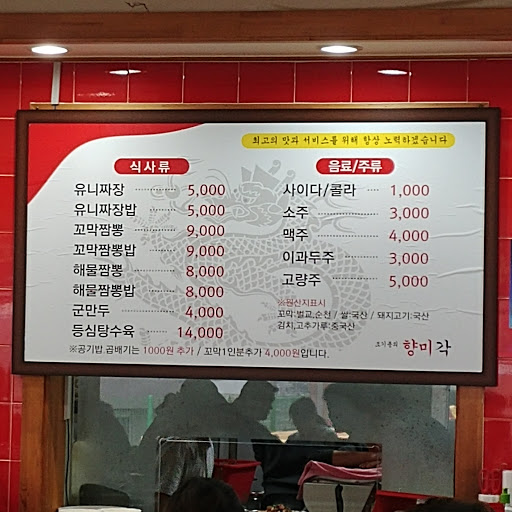 최고의 맛과 서비스를 위해 항상 노력하겠습니다
식사류
유니짜장 5,000
유니짜장밥 5,000
꼬막짬뽕 9,000
꼬막짬뽕밥 9,000
해물짬뽕 8,000
해물짬뽕밥 8,000
군만두 4,000
등심탕수육 14,000
※공기밥,곱배기는 1000원 추가 / 꼬막1인분추가 4,000원입니다.
음료/주류
사이다/콜라 1,000
소주 3,000
맥주 4,000
이과두주 3,000
고량주 5,000
※원산지표시
꼬막:벌교,순천 / 쌀:국산 / 돼지고기:국산
김치,고추가루:중국산
조기종의 향미각